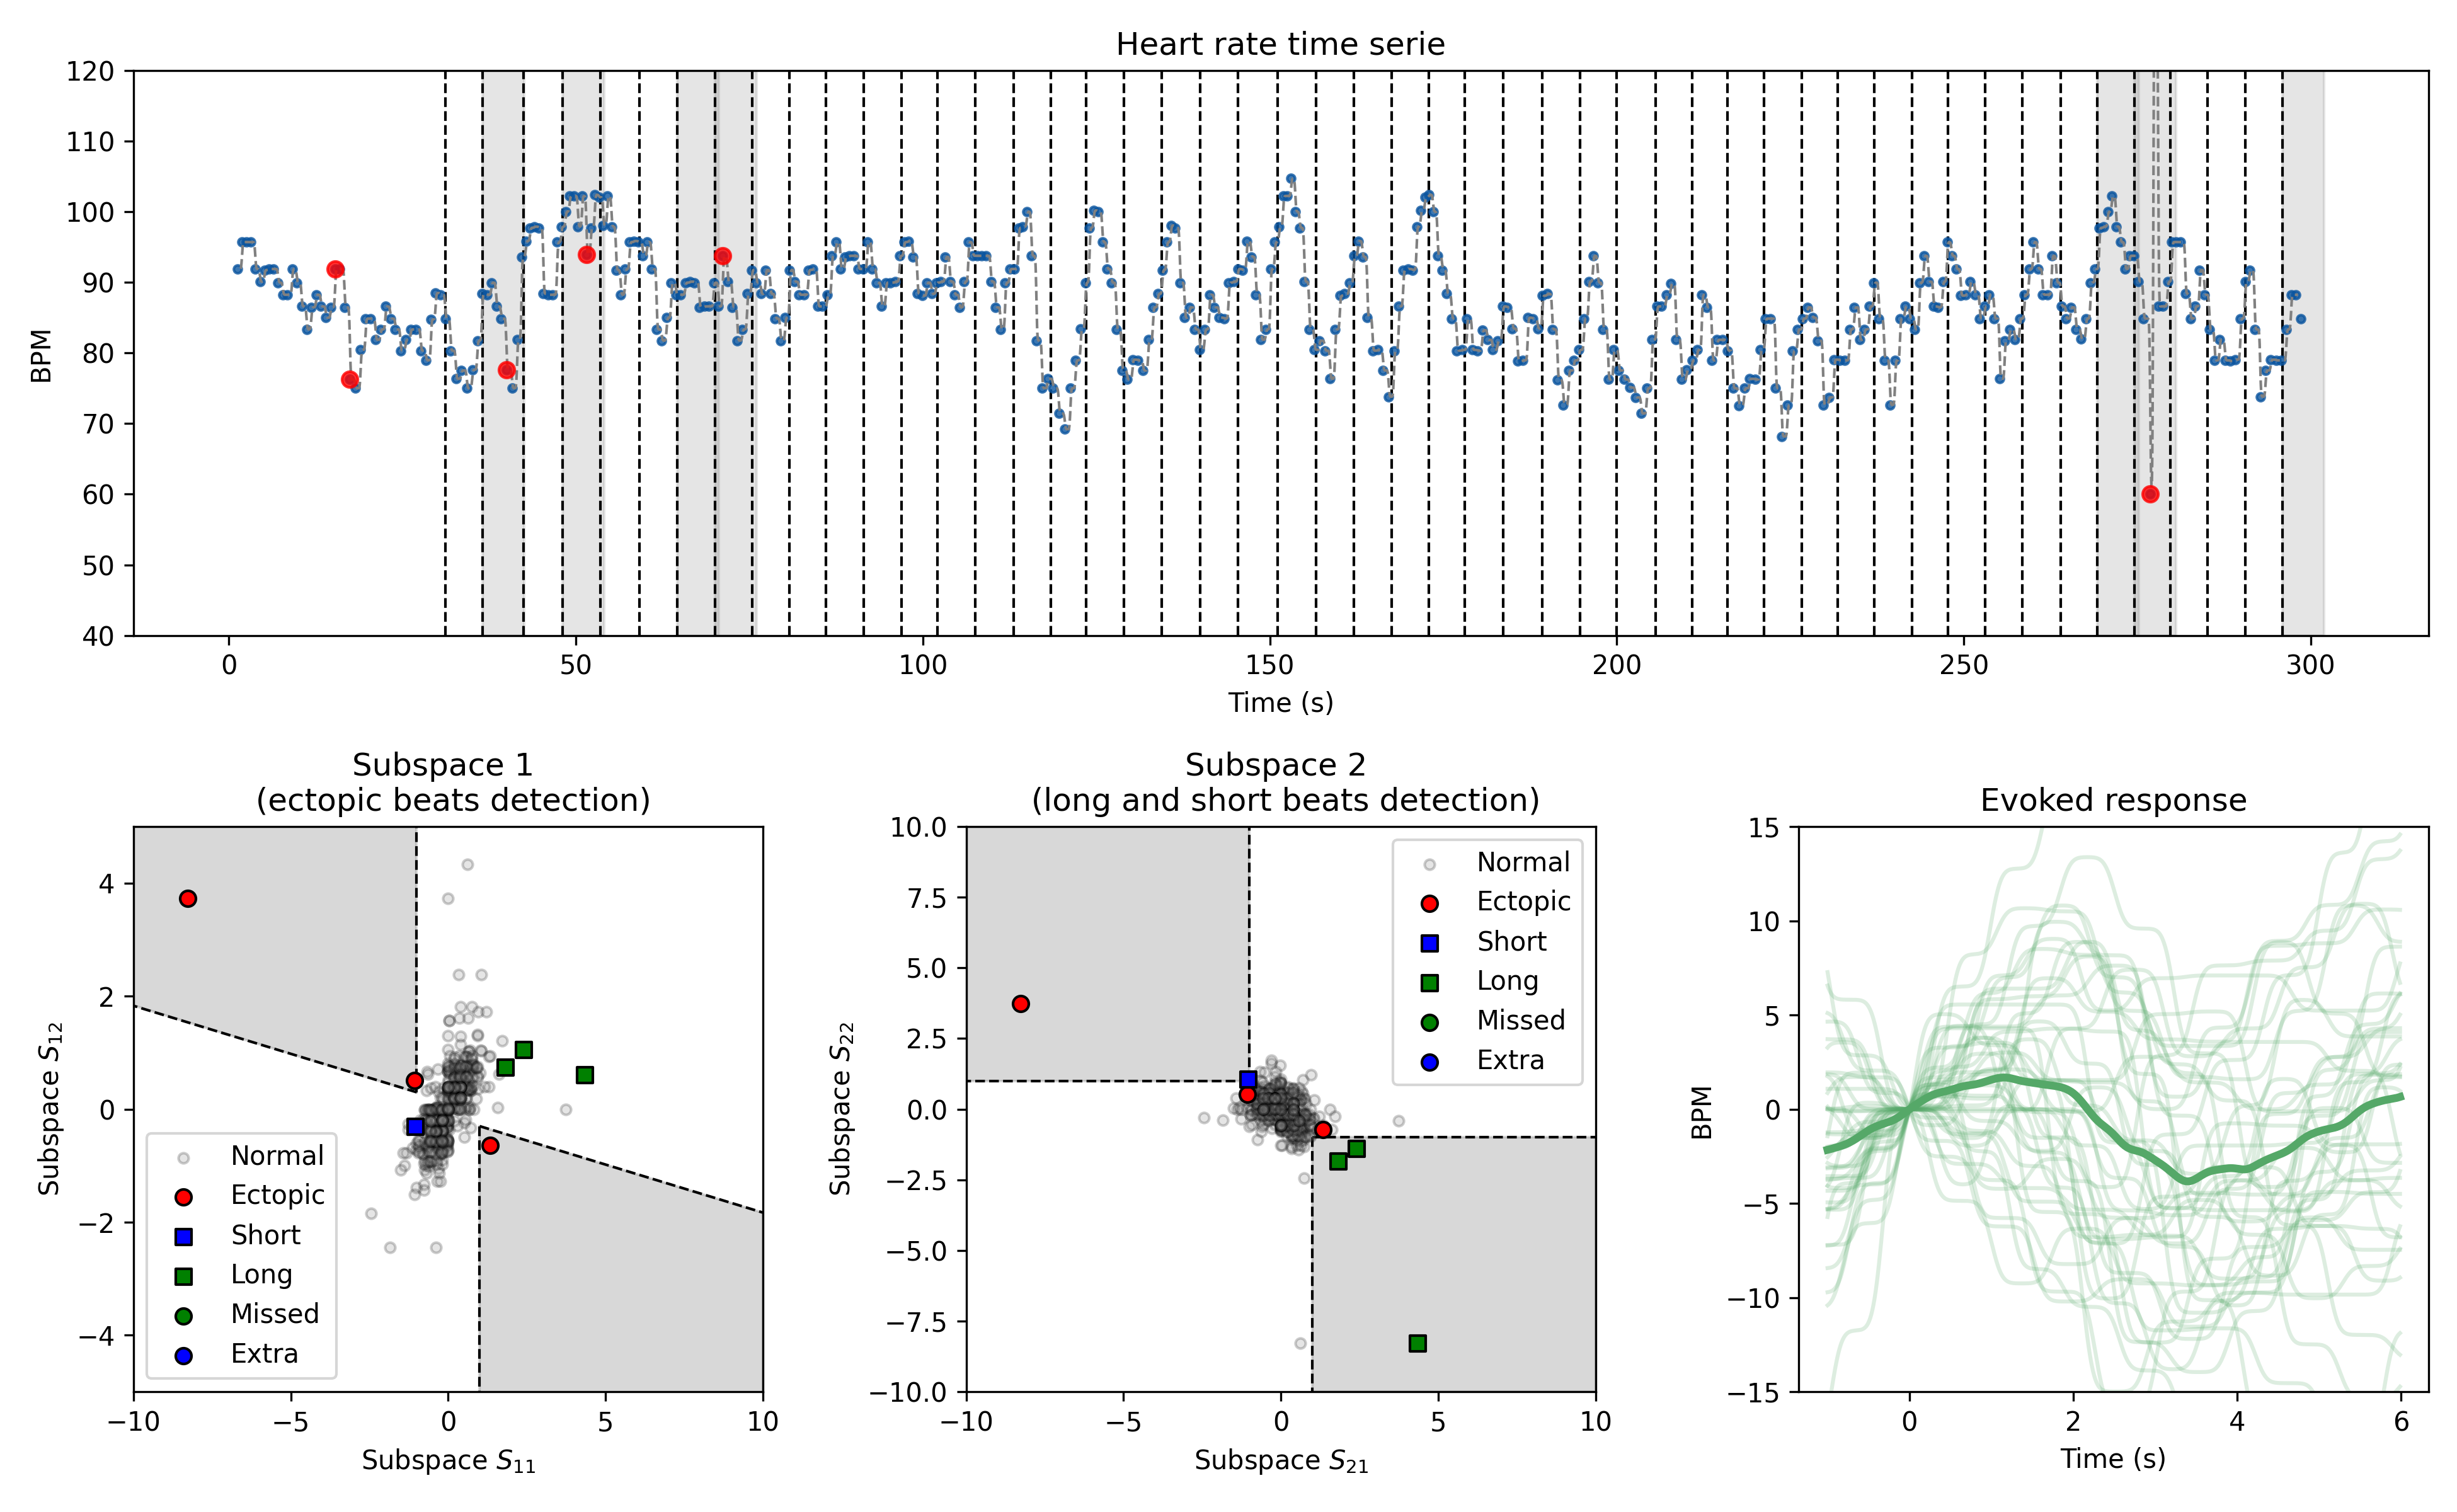 Heart rate time serie
120
110
100
90
80
70
60
50
40
BPM
0 50 100 150 200 250 300
Time (s)
Subspace 1
(ectopic beats detection)
4
2
0
−2
−4
Subspace S12
Normal
Ectopic
Short
Long
Missed
Extra
−10 −5 0 5 10
Subspace S11
Subspace 2
(long and short beats detection)
10.0
7.5
5.0
2.5
0.0
−2.5
−5.0
−7.5
−10.0
Subspace S22
Normal
Ectopic
Short
Long
Missed
Extra
−10 −5 0 5 10
Subspace S21
Evoked response
15
10
5
0
−5
−10
−15
BPM
0 2 4 6
Time (s)